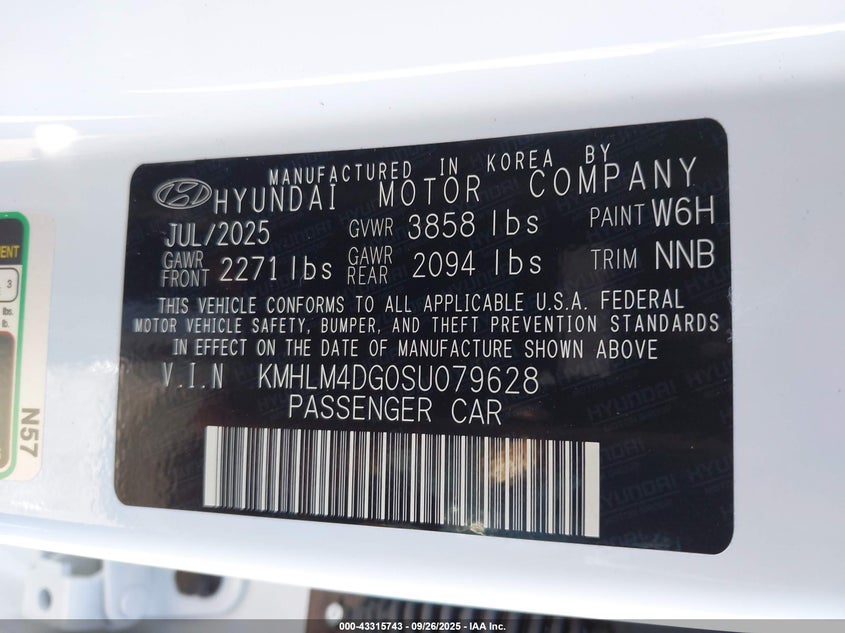 MANUFACTURED IN KOREA BY
HYUNDAI MOTOR COMPANY
JUL/2025 GVWR 3858 lbs PAINT W6H
GAWR FRONT 2271 lbs GAWR REAR 2094 lbs TRIM NNB
THIS VEHICLE CONFORMS TO ALL APPLICABLE U.S.A. FEDERAL
MOTOR VEHICLE SAFETY, BUMPER, AND THEFT PREVENTION STANDARDS
IN EFFECT ON THE DATE OF MANUFACTURE SHOWN ABOVE
V.I.N KMHLM4DG0SU079628
PASSENGER CAR
3
lbs.
lb.
N57
000-43315743 - 09/26/2025 - IAA Inc.